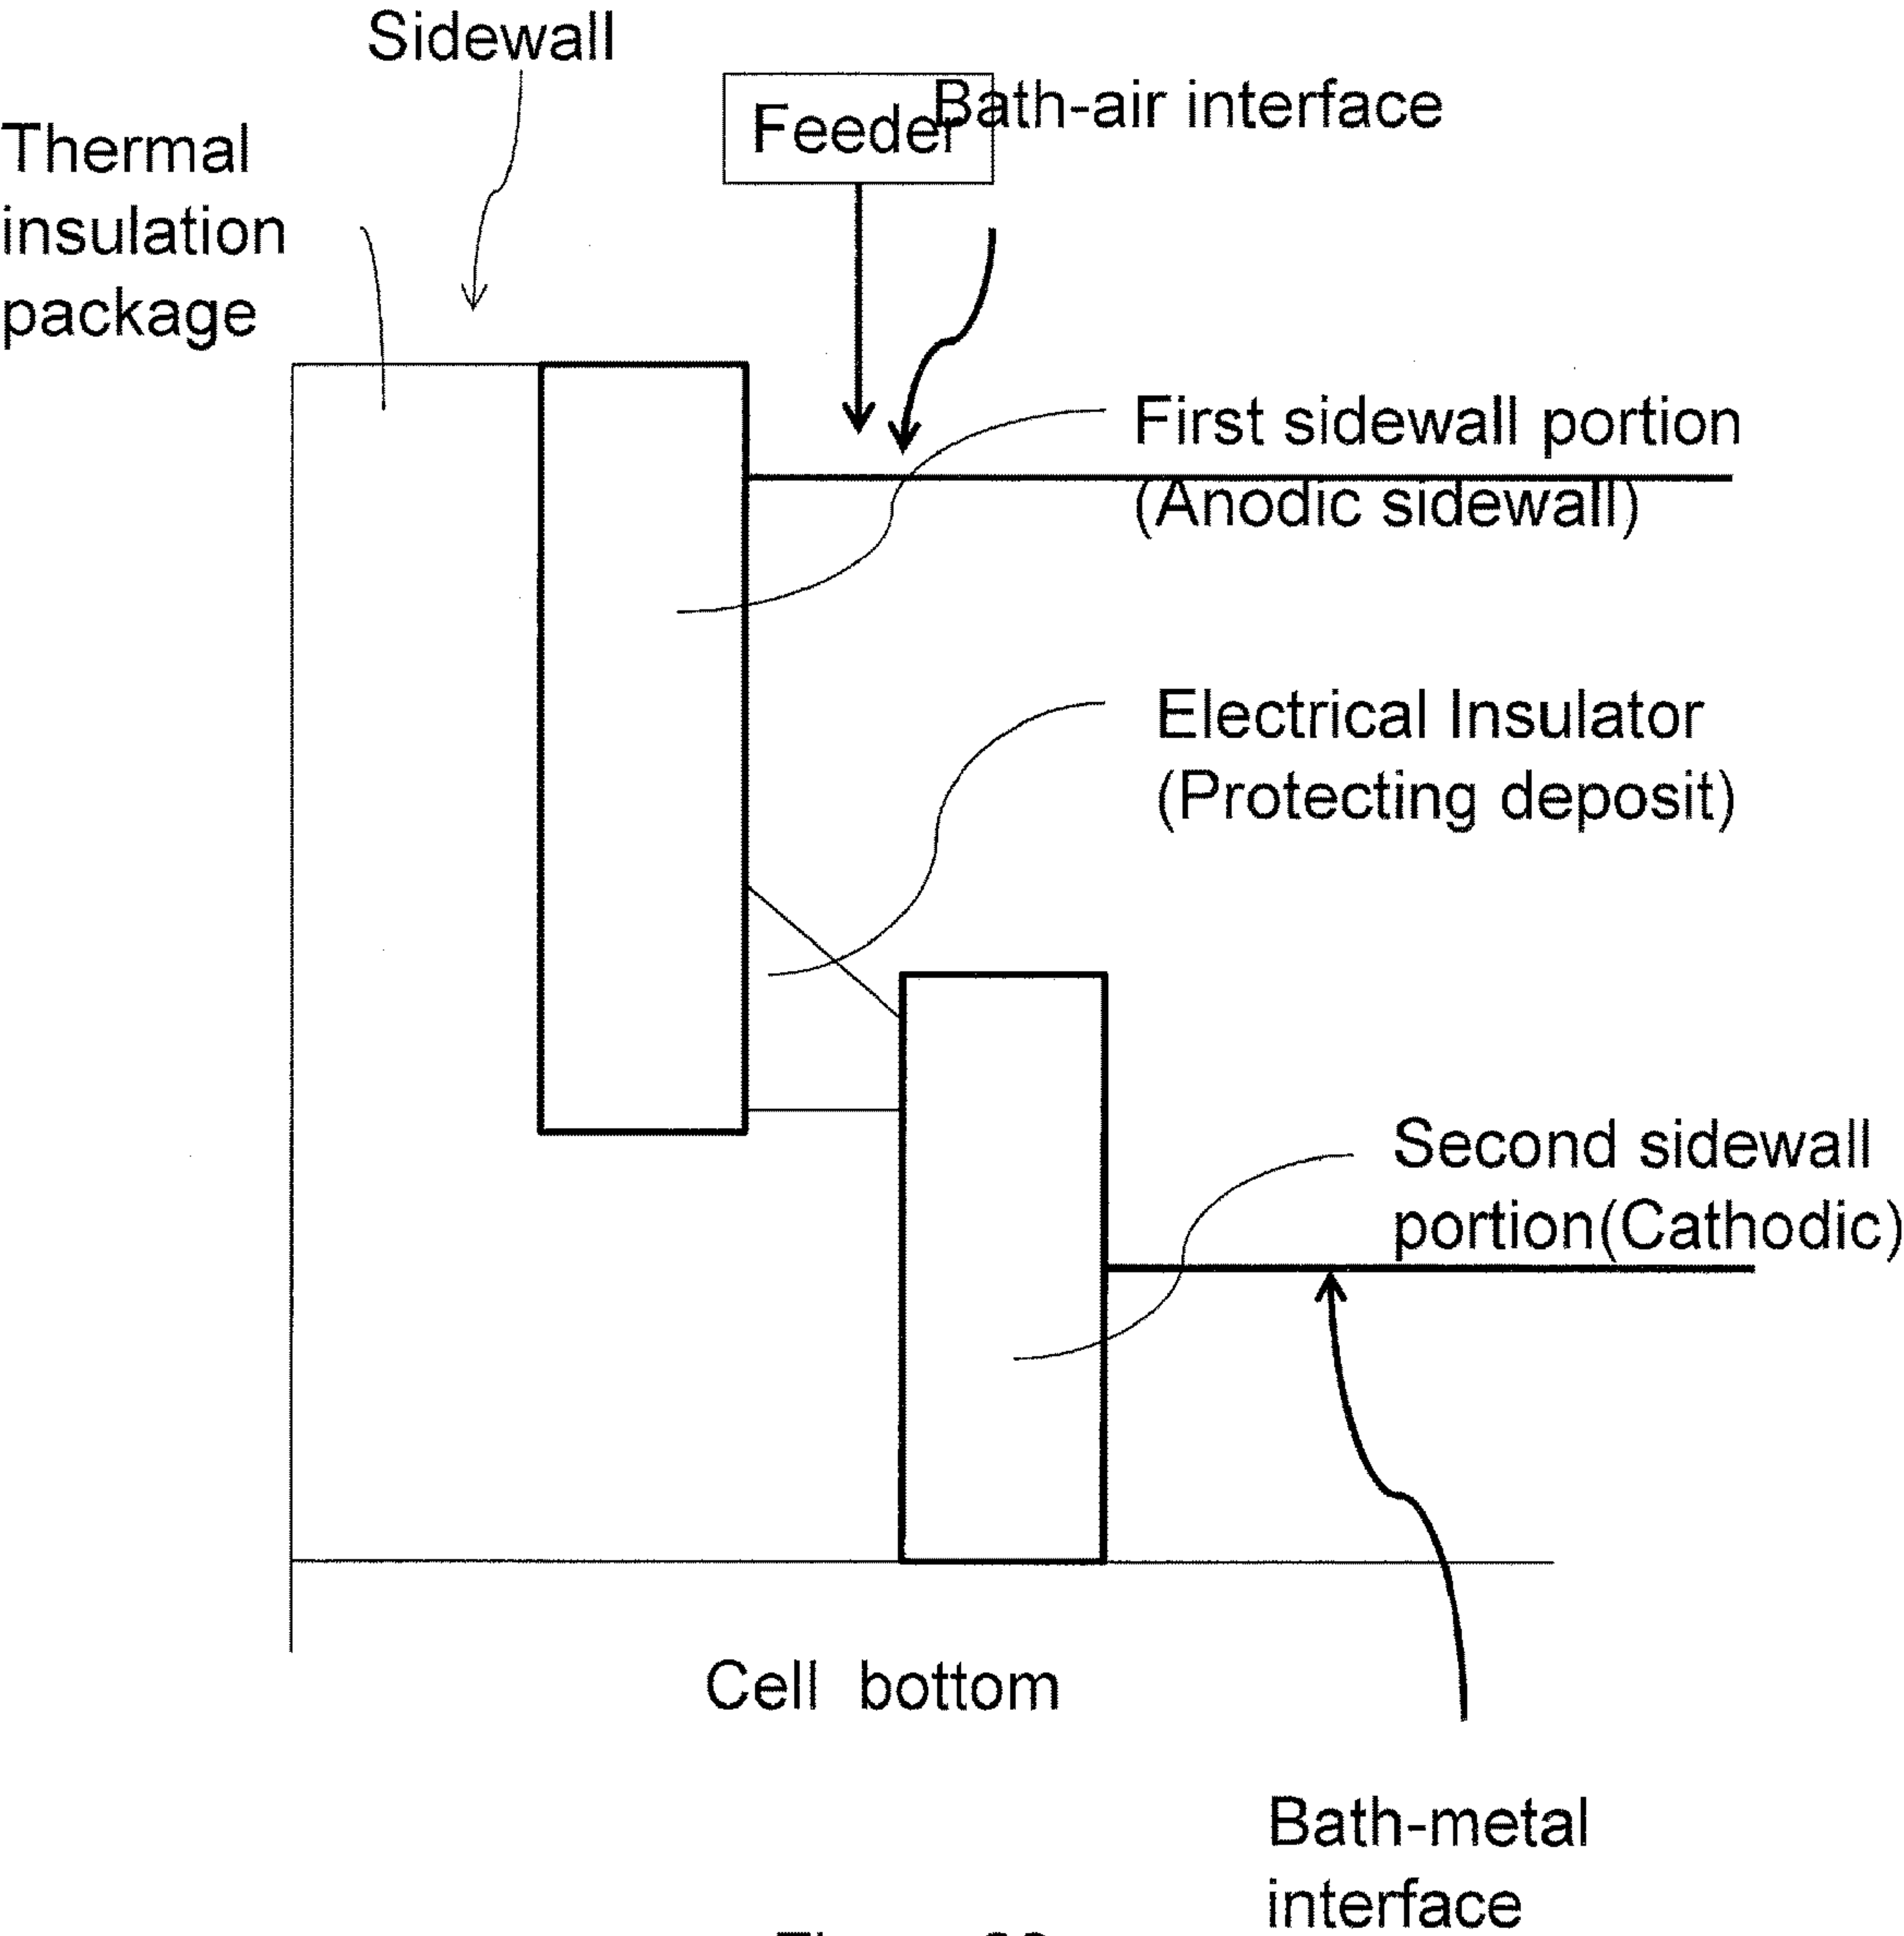 Sidewall
Feeder
Bath-air interface
Thermal
insulation
package
First sidewall portion
(Anodic sidewall)
Electrical Insulator
(Protecting deposit)
Second sidewall
portion(Cathodic)
Cell bottom
Bath-metal
interface